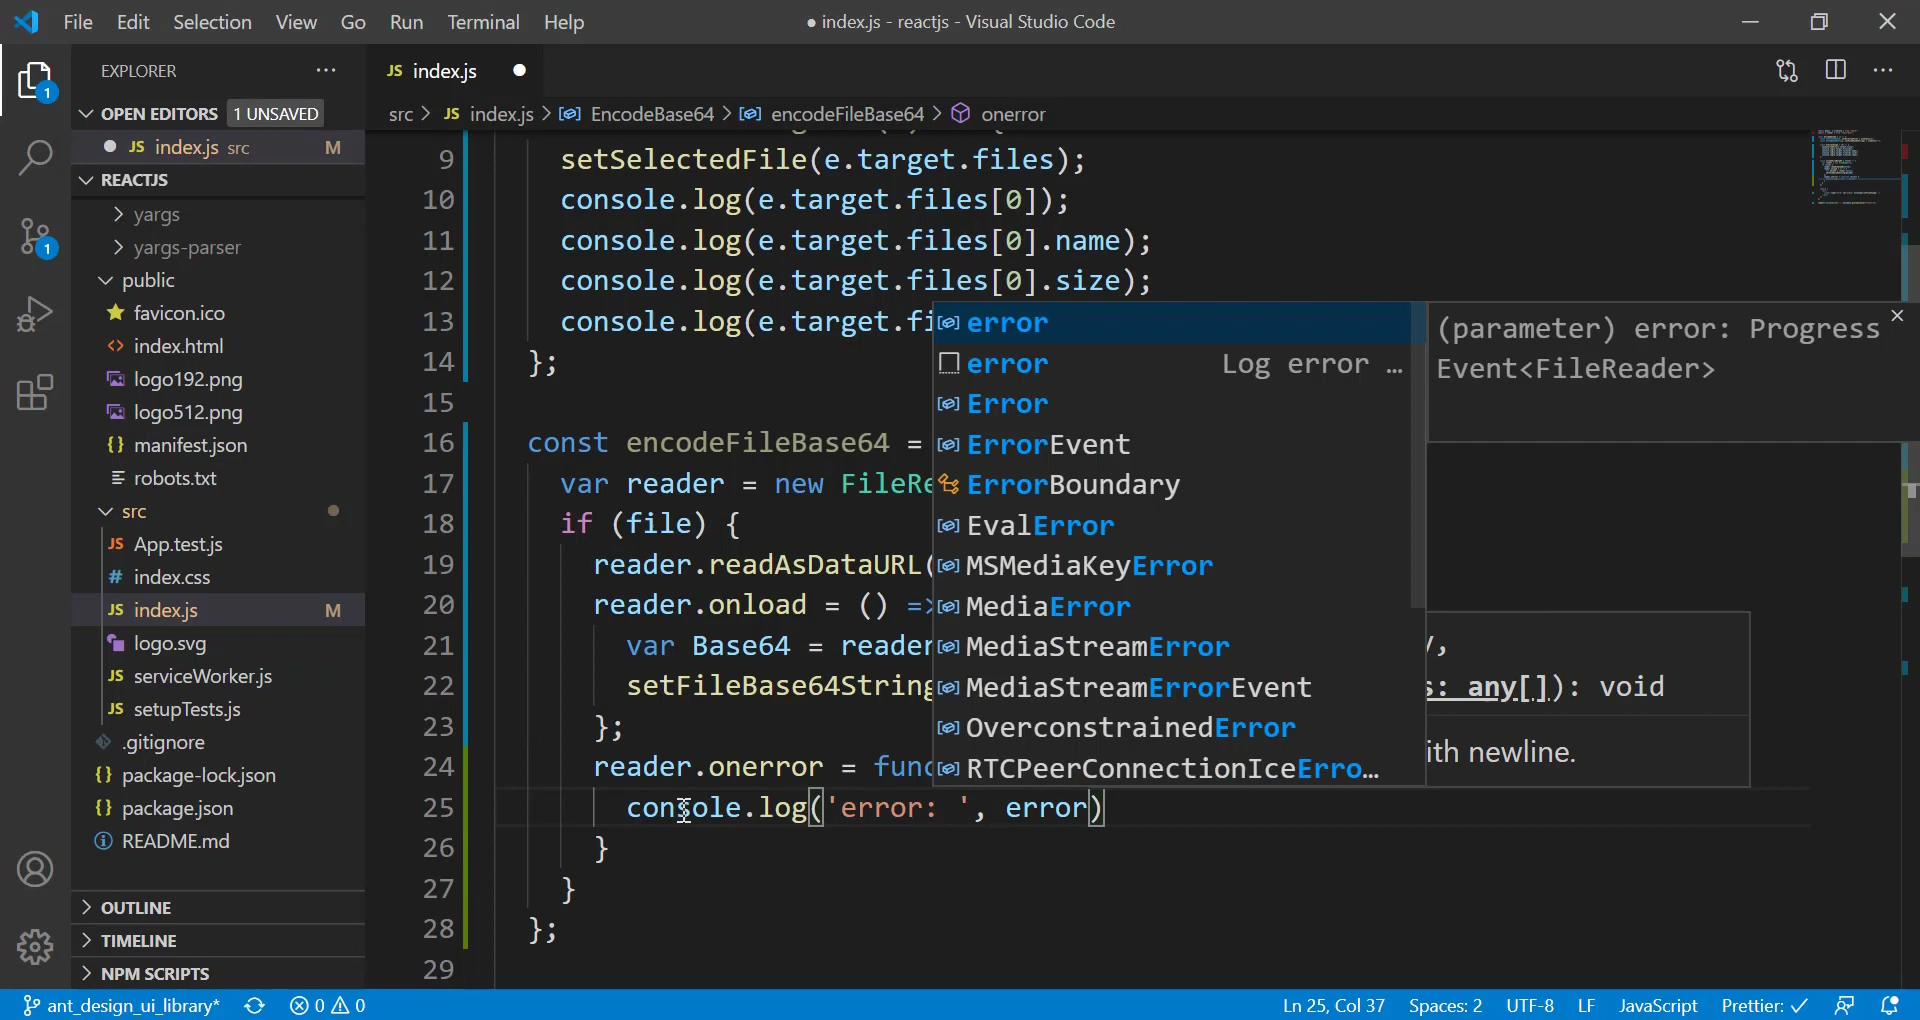 File Edit Selection View Go Run Terminal Help ● index.js - reactjs - Visual Studio Code
EXPLORER ···
JS index.js ●
OPEN EDITORS 1 UNSAVED
● JS index.js src M
REACTJS
yargs
yargs-parser
public
favicon.ico
index.html
logo192.png
logo512.png
manifest.json
robots.txt
src
App.test.js
index.css
index.js M
logo.svg
serviceWorker.js
setupTests.js
.gitignore
package-lock.json
package.json
README.md
OUTLINE
TIMELINE
NPM SCRIPTS
1
1
src > JS index.js > EncodeBase64 > encodeFileBase64 > onerror
9 setSelectedFile(e.target.files);
10 console.log(e.target.files[0]);
11 console.log(e.target.files[0].name);
12 console.log(e.target.files[0].size);
13 console.log(e.target.fi
14 };
15
16 const encodeFileBase64 =
17 var reader = new FileRe
18 if (file) {
19 reader.readAsDataURL(
20 reader.onload = () =>
21 var Base64 = reader
22 setFileBase64String
23 };
24 reader.onerror = func
25 console.log('error: ', error)
26 }
27 }
28 };
29
error
error Log error ...
Error
ErrorEvent
ErrorBoundary
EvalError
MSMediaKeyError
MediaError
MediaStreamError
MediaStreamErrorEvent
OverconstrainedError
RTCPeerConnectionIceErro...
(parameter) error: Progress
Event<FileReader>
s: any[]): void
ith newline.
ant_design_ui_library* 0 0 Ln 25, Col 37 Spaces: 2 UTF-8 LF JavaScript Prettier: ✓